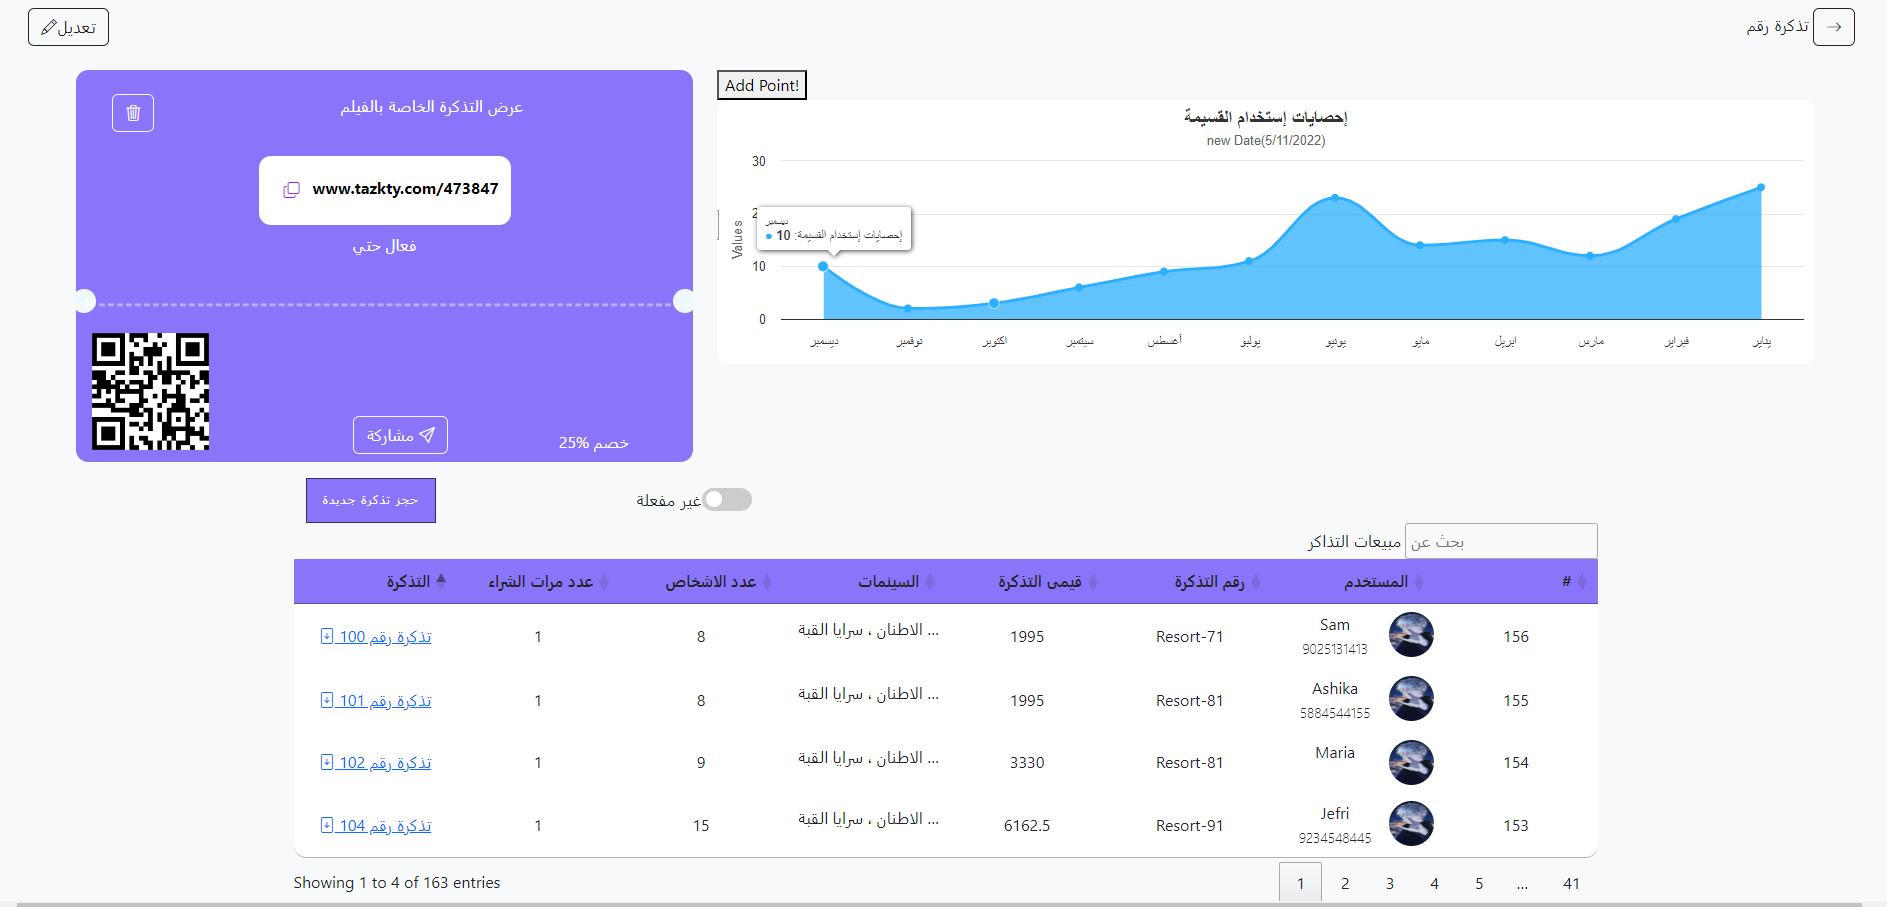 تذكرة رقم
تعديل
عرض التذكرة الخاصة بالفيلم
www.tazkty.com/473847
فعال حتي
مشاركة
خصم %25
Add Point!
إحصايات إستخدام القسيمة
new Date(5/11/2022)
Values
30
2
10
0
ديسمبر
إحصايات إستخدام القسيمة: 10
يناير فبراير مارس ابريل مايو يونيو يوليو أغسطس سبتمبر اكتوبر نوفمبر ديسمبر
غير مفعلة
حجز تذكرة جديدة
بحث عن
مبيعات التذاكر
# المستخدم رقم التذكرة قيمى التذكرة السينمات عدد الاشخاص عدد مرات الشراء التذكرة
156 Sam 9025131413 Resort-71 1995 الاطنان ، سرايا القبة ... 8 1 تذكرة رقم 100
155 Ashika 5884544155 Resort-81 1995 الاطنان ، سرايا القبة ... 8 1 تذكرة رقم 101
154 Maria Resort-81 3330 الاطنان ، سرايا القبة ... 9 1 تذكرة رقم 102
153 Jefri 9234548445 Resort-91 6162.5 الاطنان ، سرايا القبة ... 15 1 تذكرة رقم 104
Showing 1 to 4 of 163 entries
1 2 3 4 5 ... 41